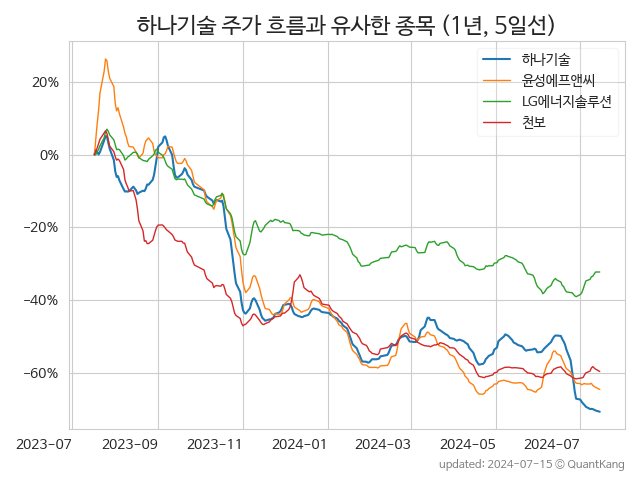 하나기술 주가 흐름과 유사한 종목 (1년, 5일선)
하나기술
윤성에프앤씨
LG에너지솔루션
천보
20%
0%
−20%
−40%
−60%
2023-07 2023-09 2023-11 2024-01 2024-03 2024-05 2024-07
updated: 2024-07-15 ⓒ QuantKang